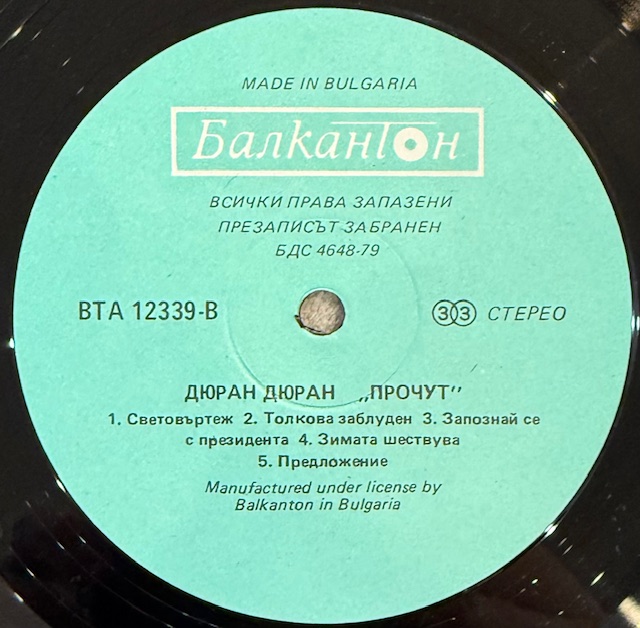 MADE IN BULGARIA
Балкантон
ВСИЧКИ ПРАВА ЗАПАЗЕНИ
ПРЕЗАПИСЪТ ЗАБРАНЕН
БДС 4648-79
ВТА 12339-В
33 СТЕРЕО
ДЮРАН ДЮРАН „ПРОЧУТ”
1. Световъртеж 2. Толкова заблуден 3. Запознай се
с президента 4. Зимата шествува
5. Предложение
Manufactured under license by
Balkanton in Bulgaria